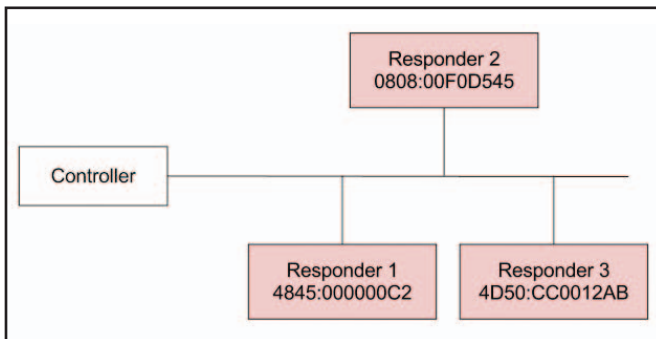 Responder 2
0808:00F0D545
Controller
Responder 1
4845:000000C2
Responder 3
4D50:CC0012AB